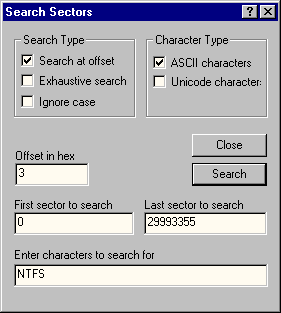 Search Sectors
Search Type
Search at offset
Exhaustive search
Ignore case
Character Type
ASCII characters
Unicode character:
Close
Offset in hex
3
Search
First sector to search
0
Last sector to search
29993355
Enter characters to search for
NTFS